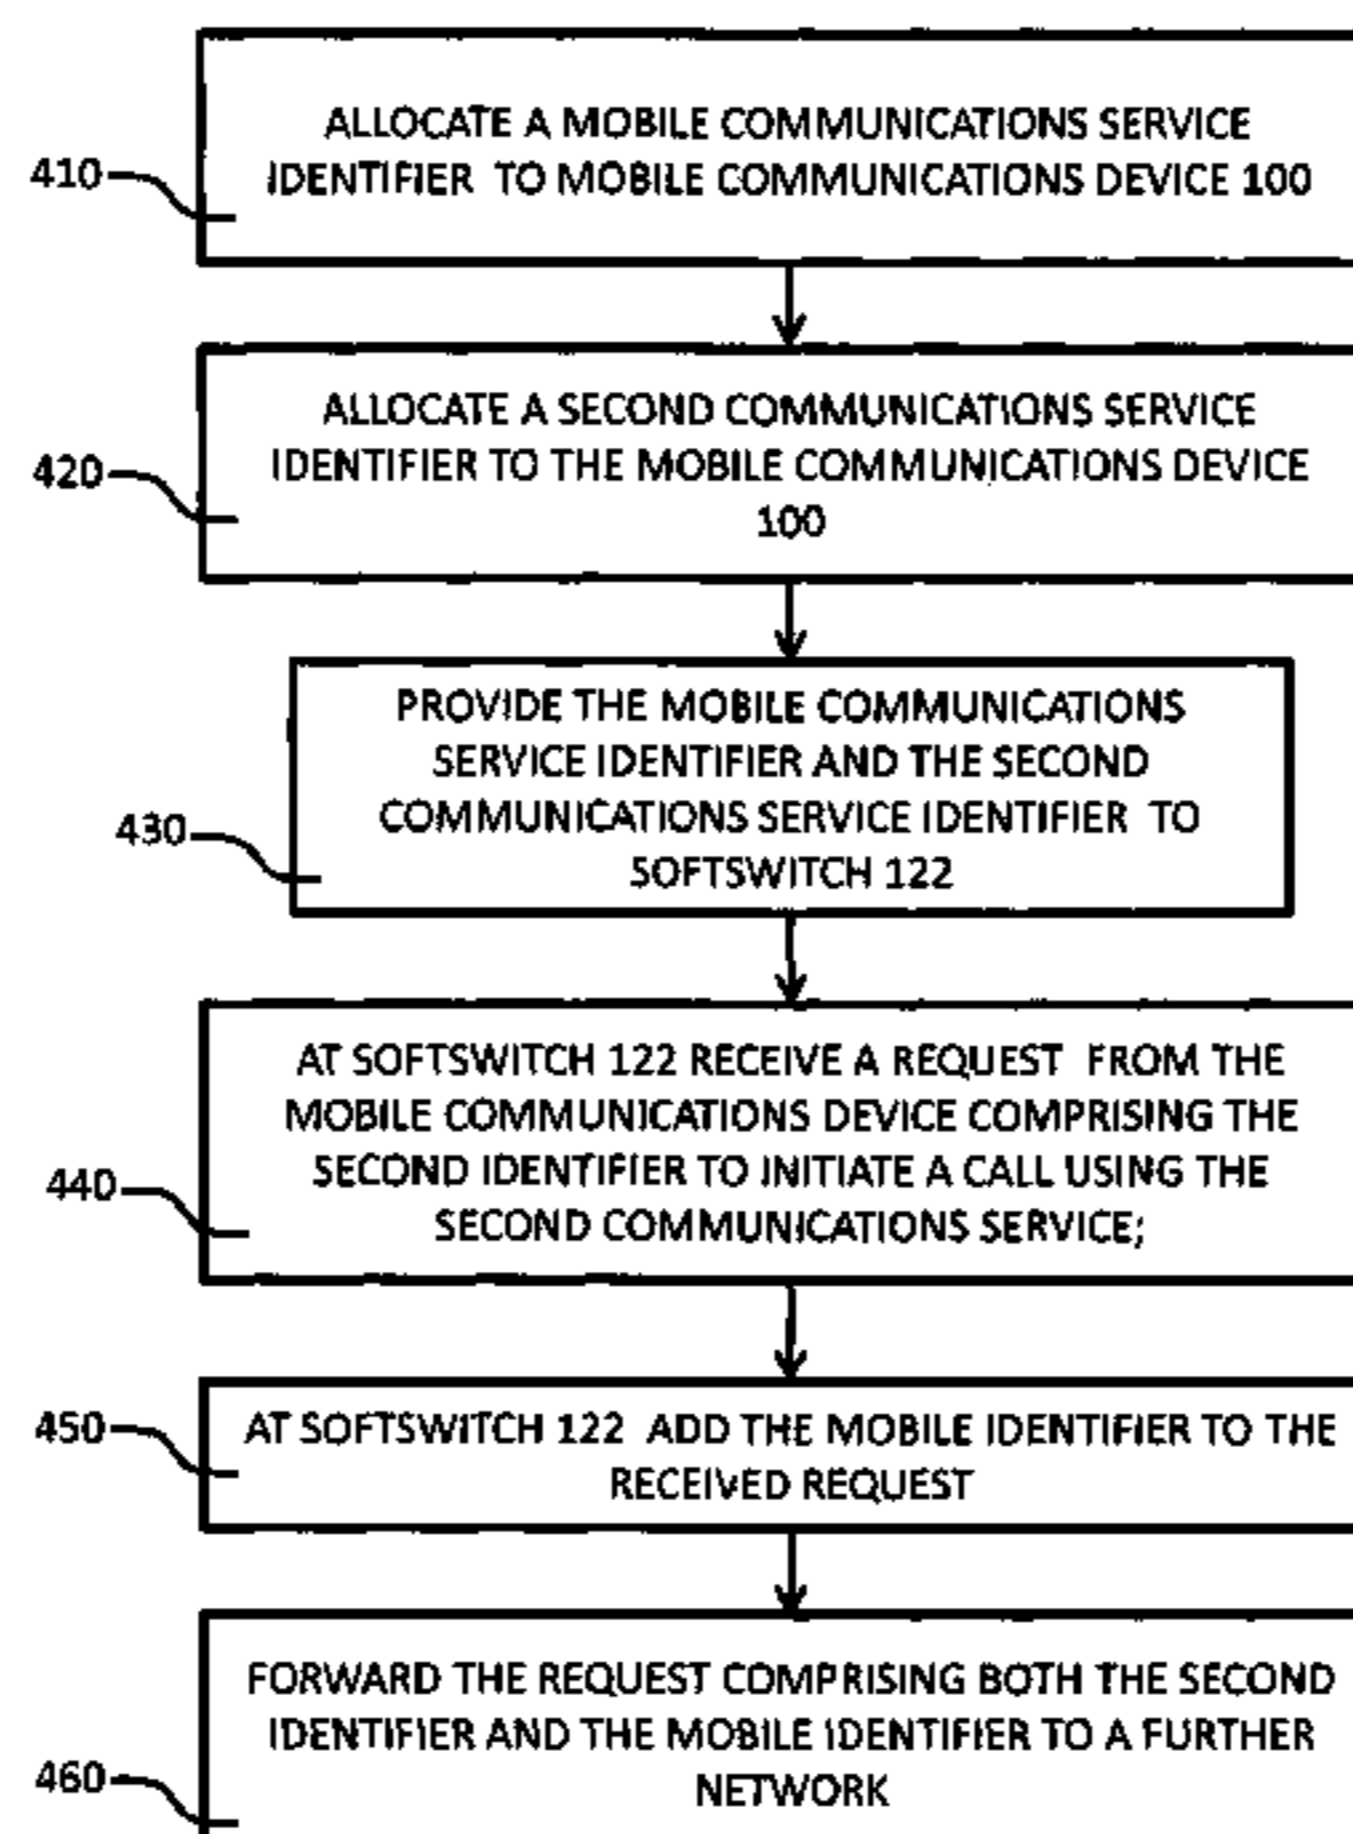 ALLOCATE A MOBILE COMMUNICATIONS SERVICE
410
IDENTIFIER TO MOBILE COMMUNICATIONS DEVICE 100
ALLOCATE A SECOND COMMUNICATIONS SERVICE
420
IDENTIFIER TO THE MOBILE COMMUNICATIONS DEVICE
100
PROVIDE THE MOBILE COMMUNICATIONS
SERVICE IDENTIFIER AND THE SECOND
430
COMMUNICATIONS SERVICE IDENTIFIER TO
SOFTSWITCH 122
AT SOFTSWITCH 122 RECEIVE A REQUEST FROM THE
MOBILE COMMUNICATIONS DEVICE COMPRISING THE
440
SECOND IDENTIFIER TO INITIATE A CALL USING THE
SECOND COMMUNICATIONS SERVICE;
450
AT SOFTSWITCH 122 ADD THE MOBILE IDENTIFIER TO THE
RECEIVED REQUEST
FORWARD THE REQUEST COMPRISING BOTH THE SECOND
IDENTIFIER AND THE MOBILE IDENTIFIER TO A FURTHER
460
NETWORK